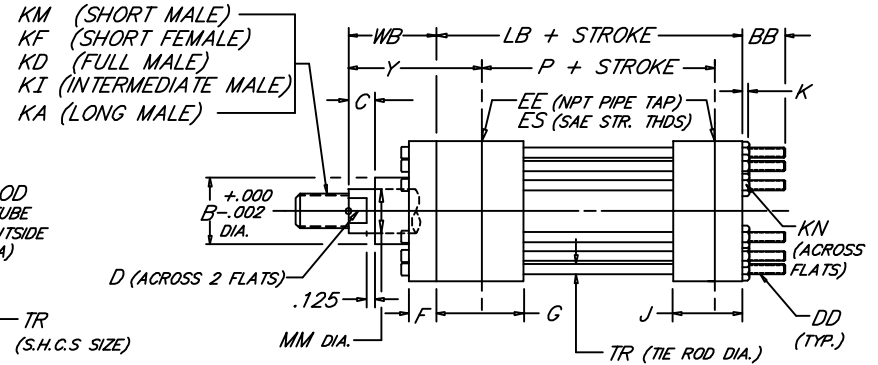 KM (SHORT MALE)
KF (SHORT FEMALE)
KD (FULL MALE)
KI (INTERMEDIATE MALE)
KA (LONG MALE)
WB
LB + STROKE
BB
Y
P + STROKE
C
K
EE (NPT PIPE TAP)
ES (SAE STR. THDS)
OD
TUBE
A)
B
+.000
-.002
DIA.
KN
(ACROSS
FLATS)
D (ACROSS 2 FLATS)
.125
F
G
J
DD
(TYP.)
TR
(S.H.C.S SIZE)
MM DIA.
TR (TIE ROD DIA.)